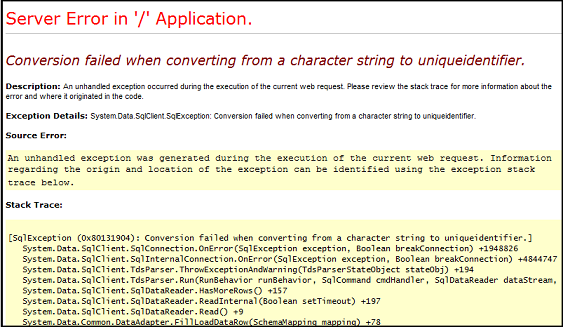 Server Error in '/' Application.
Conversion failed when converting from a character string to uniqueidentifier.
Description: An unhandled exception occurred during the execution of the current web request. Please review the stack trace for more information about the
error and where it originated in the code.
Exception Details: System.Data.SqlClient.SqlException: Conversion failed when converting from a character string to uniqueidentifier.
Source Error:
An unhandled exception was generated during the execution of the current web request. Information
regarding the origin and location of the exception can be identified using the exception stack
trace below.
Stack Trace:
[SqlException (0x80131904): Conversion failed when converting from a character string to uniqueidentifier.]
System.Data.SqlClient.SqlConnection.OnError(SqlException exception, Boolean breakConnection) +1948826
System.Data.SqlClient.SqlInternalConnection.OnError(SqlException exception, Boolean breakConnection) +4844747
System.Data.SqlClient.TdsParser.ThrowExceptionAndWarning(TdsParserStateObject stateObj) +194
System.Data.SqlClient.TdsParser.Run(RunBehavior runBehavior, SqlCommand cmdHandler, SqlDataReader dataStream,
System.Data.SqlClient.SqlDataReader.HasMoreRows() +157
System.Data.SqlClient.SqlDataReader.ReadInternal(Boolean setTimeout) +197
System.Data.SqlClient.SqlDataReader.Read() +9
System.Data.Common.DataAdapter.FillLoadDataRow(SchemaMapping mapping) +78